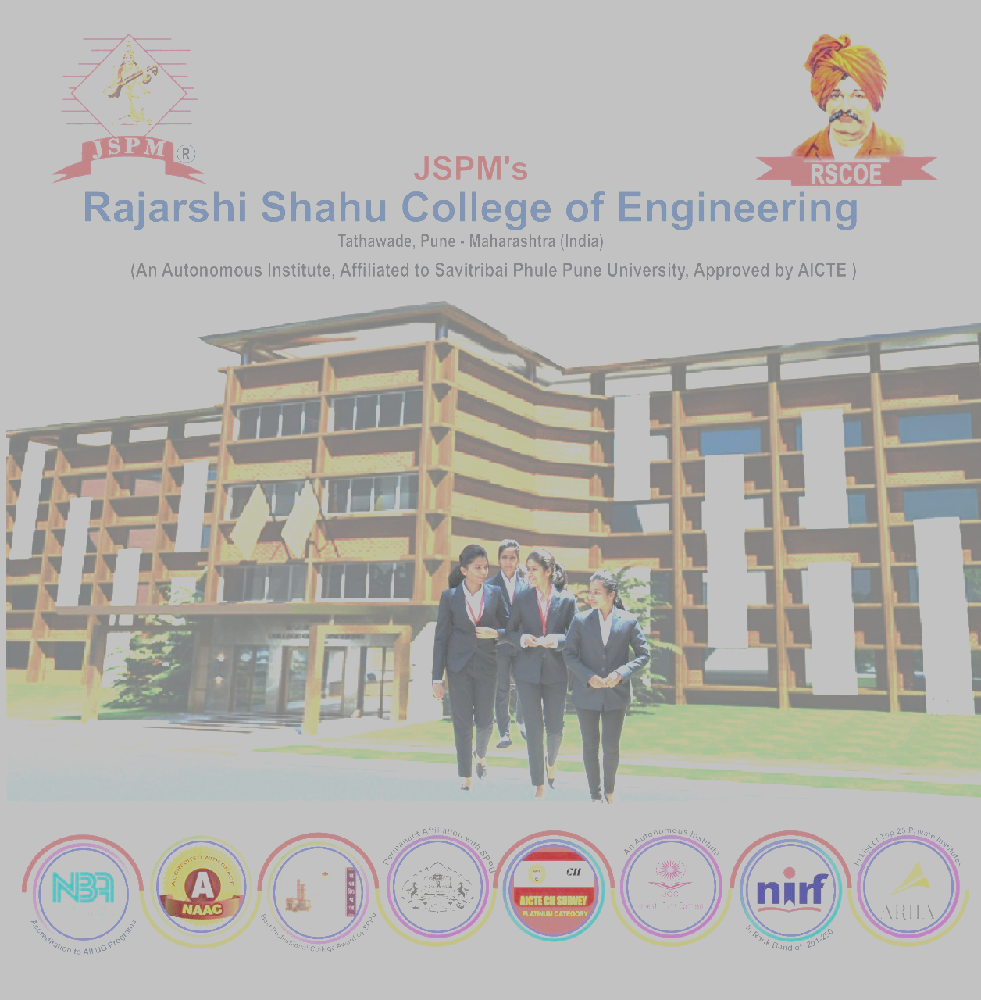 JSPM
R
RSCOE
JSPM's
Rajarshi Shahu College of Engineering
Tathawade, Pune - Maharashtra (India)
(An Autonomous Institute, Affiliated to Savitribai Phule Pune University, Approved by AICTE )
NBA
Accreditation to All UG Programs
ACCREDITED WITH GRADE
A
NAAC
Best Professional College Award by SPPU
Permanent Affiliation with SPPU
CII
AICTE CII SURVEY
PLATINUM CATEGORY
An Autonomous Institute
UGC
nirf
In Rank Band of 201-250
In List of Top 25 Private Institutes
ARIIA